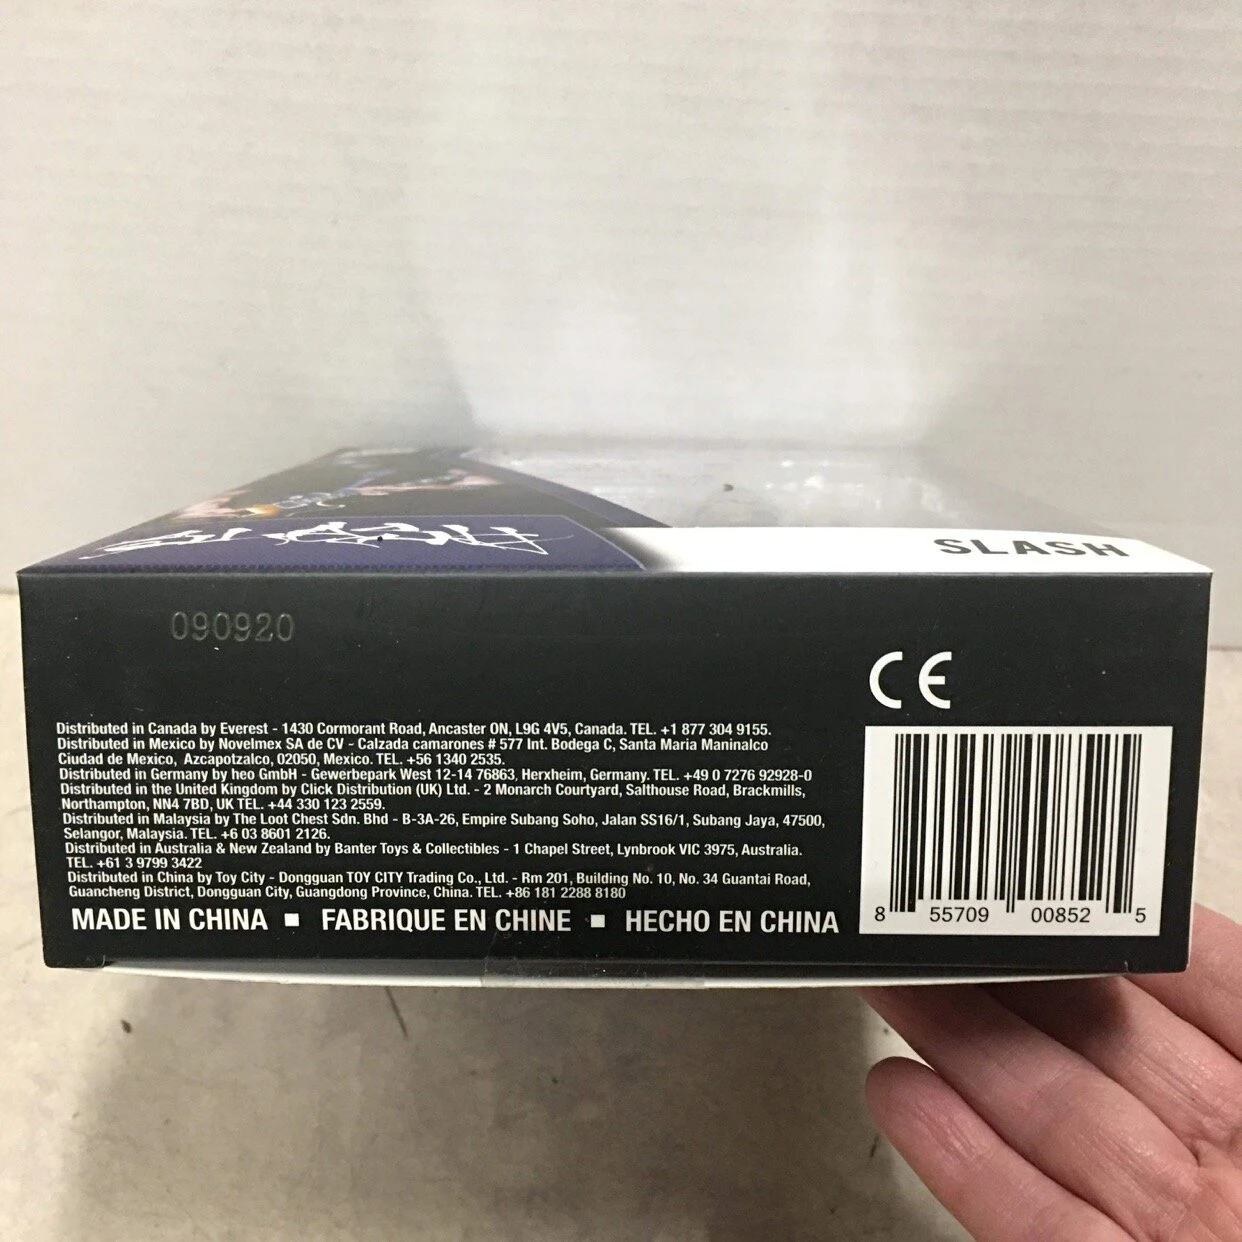 SLASH
090920
CE
Distributed in Canada by Everest - 1430 Cormorant Road, Ancaster ON, L9G 4V5, Canada. TEL. +1 877 304 9155.
Distributed in Mexico by Novelmex SA de CV - Calzada camarones # 577 Int. Bodega C, Santa Maria Maninalco
Ciudad de Mexico, Azcapotzalco, 02050, Mexico. TEL. +56 1340 2535.
Distributed in Germany by heo GmbH - Gewerbepark West 12-14 76863, Herxheim, Germany. TEL. +49 0 7276 92928-0
Distributed in the United Kingdom by Click Distribution (UK) Ltd. - 2 Monarch Courtyard, Salthouse Road, Brackmills,
Northampton, NN4 7BD, UK TEL. +44 330 123 2559.
Distributed in Malaysia by The Loot Chest Sdn. Bhd - B-3A-26, Empire Subang Soho, Jalan SS16/1, Subang Jaya, 47500,
Selangor, Malaysia. TEL. +6 03 8601 2126.
Distributed in Australia & New Zealand by Banter Toys & Collectibles - 1 Chapel Street, Lynbrook VIC 3975, Australia.
TEL. +61 3 9799 3422
Distributed in China by Toy City - Dongguan TOY CITY Trading Co., Ltd. - Rm 201, Building No. 10, No. 34 Guantai Road,
Guancheng District, Dongguan City, Guangdong Province, China. TEL. +86 181 2288 8180
MADE IN CHINA ■ FABRIQUE EN CHINE ■ HECHO EN CHINA
8 55709 00852 5